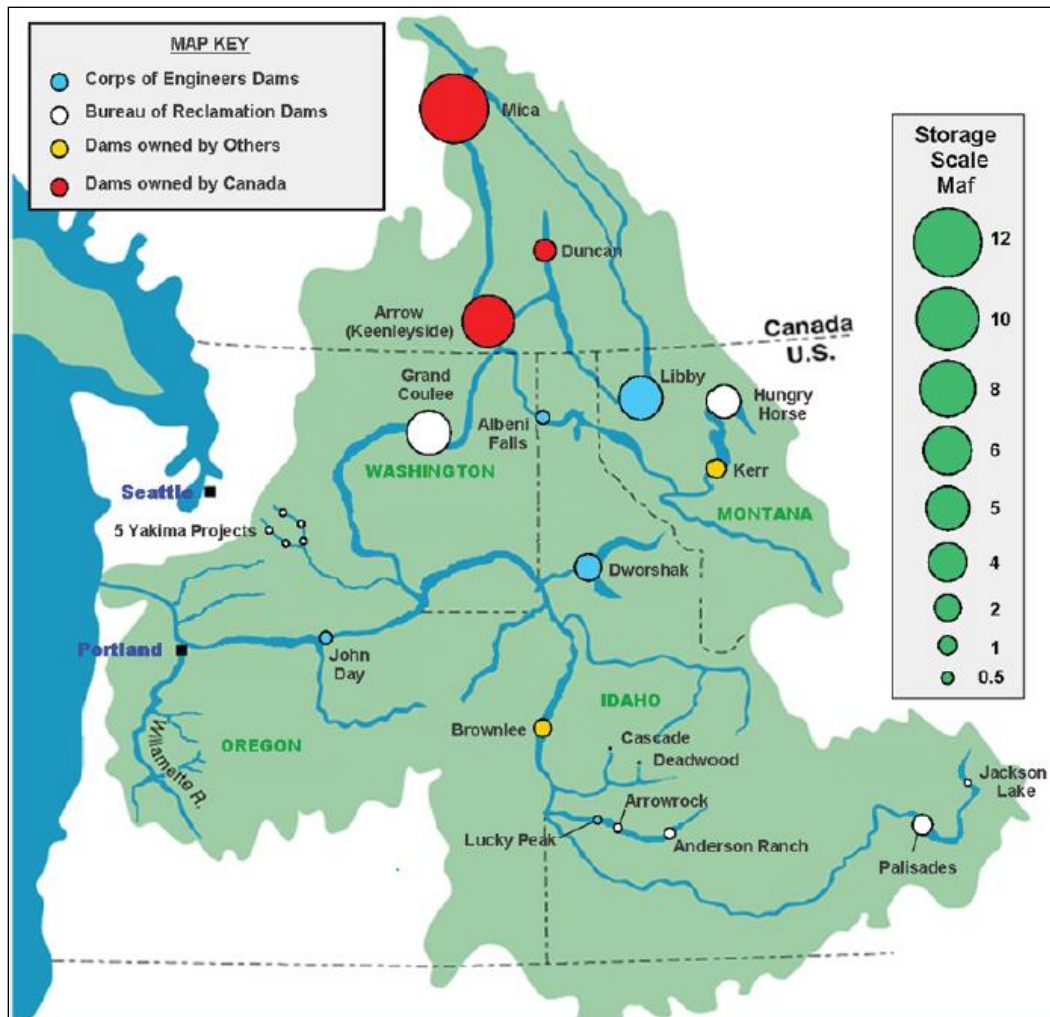 MAP KEY
Corps of Engineers Dams
Bureau of Reclamation Dams
Dams owned by Others
Dams owned by Canada
Storage
Scale
Maf
12
10
8
6
5
4
2
1
0.5
Mica
Duncan
Arrow
(Keenleyside)
Canada
U.S.
Grand
Coulee
Libby
Hungry
Horse
Albeni
Falls
WASHINGTON
Kerr
Seattle
MONTANA
5 Yakima Projects
Dworshak
Portland
John
Day
IDAHO
Brownlee
Cascade
OREGON
Deadwood
Willamette R.
Jackson
Lake
Arrowrock
Lucky Peak
Anderson Ranch
Palisades